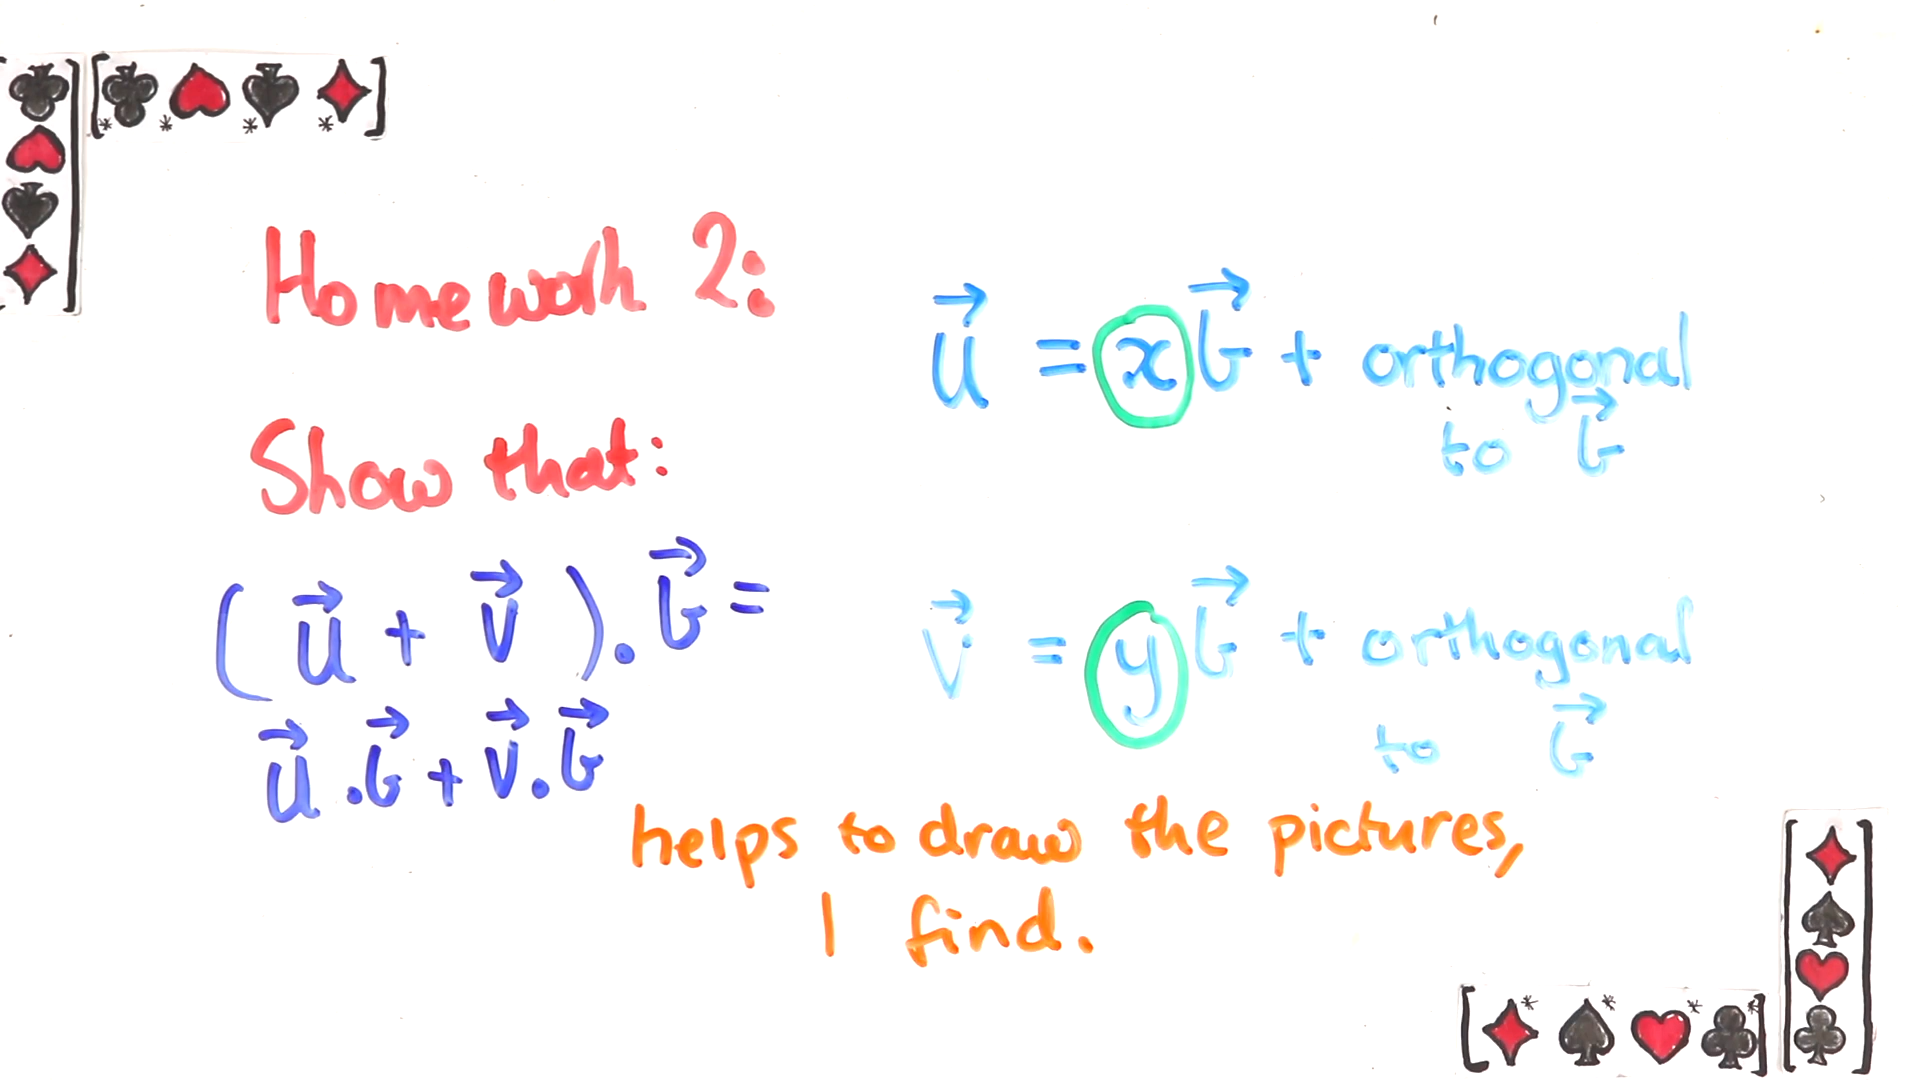 Homework 2:
Show that:
(u⃗ + v⃗).b⃗ =
u⃗.b⃗ + v⃗.b⃗
u⃗ = x b⃗ + orthogonal
to b⃗
v⃗ = y b⃗ + orthogonal
to b⃗
helps to draw the pictures,
I find.